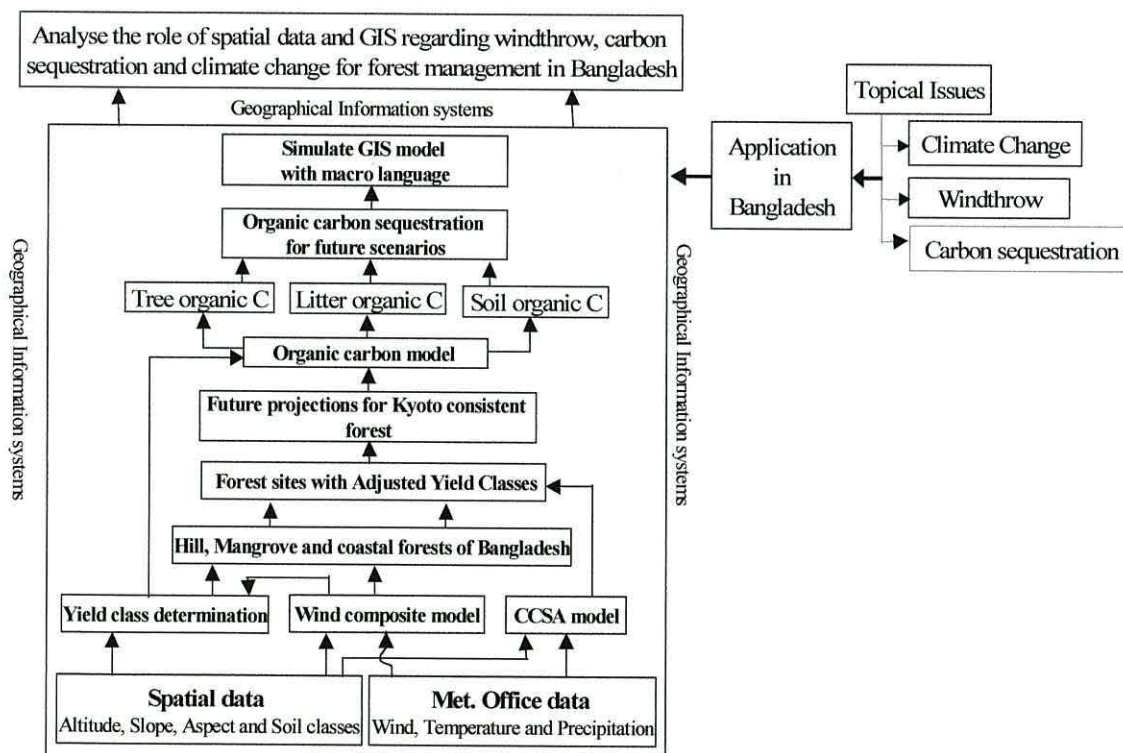 Analyse the role of spatial data and GIS regarding windthrow, carbon
sequestration and climate change for forest management in Bangladesh
Geographical Information systems
Topical Issues
Climate Change
Windthrow
Carbon sequestration
Application
in
Bangladesh
Simulate GIS model
with macro language
Organic carbon sequestration
for future scenarios
Geographical Information systems
Geographical Information systems
Tree organic C
Litter organic C
Soil organic C
Organic carbon model
Future projections for Kyoto consistent
forest
Forest sites with Adjusted Yield Classes
Hill, Mangrove and coastal forests of Bangladesh
Yield class determination
Wind composite model
CCSA model
Spatial data
Altitude, Slope, Aspect and Soil classes
Met. Office data
Wind, Temperature and Precipitation